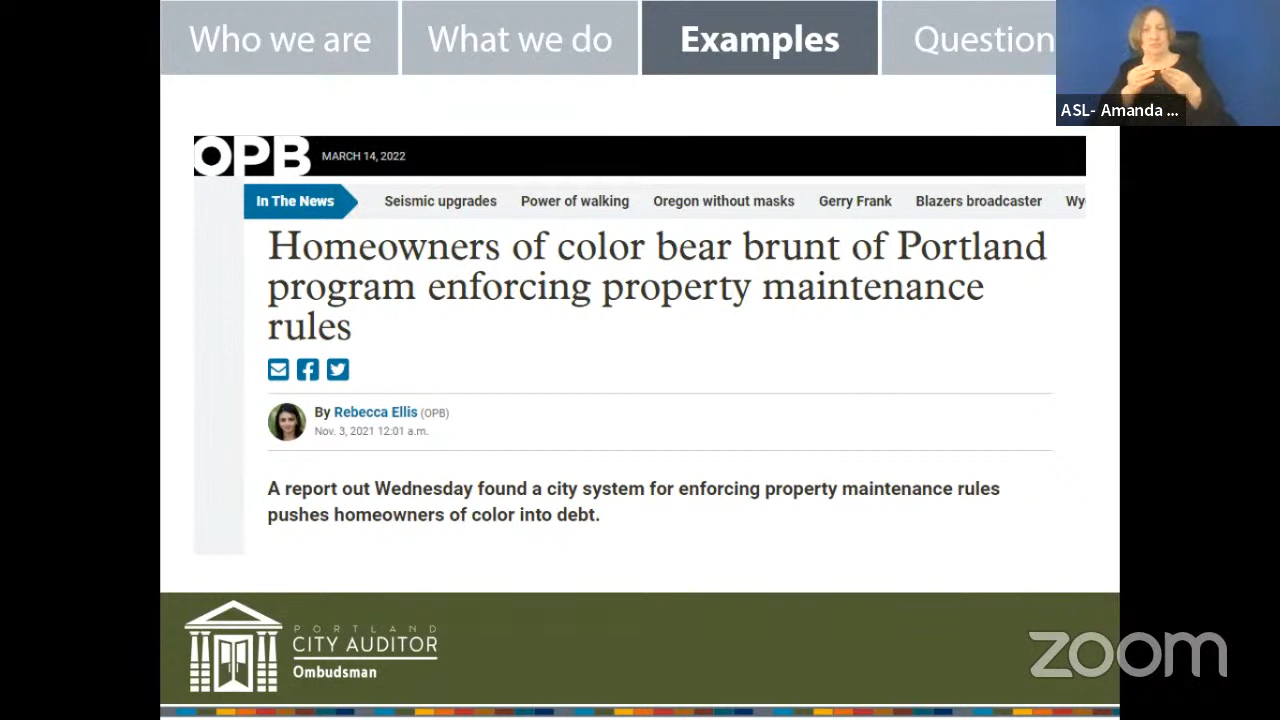 Who we are
What we do
Examples
Question
ASL- Amanda ...
OPB
MARCH 14, 2022
In The News
Seismic upgrades
Power of walking
Oregon without masks
Gerry Frank
Blazers broadcaster
Wy
Homeowners of color bear brunt of Portland
program enforcing property maintenance
rules
By Rebecca Ellis (OPB)
Nov. 3, 2021 12:01 a.m.
A report out Wednesday found a city system for enforcing property maintenance rules
pushes homeowners of color into debt.
PORTLAND
CITY AUDITOR
Ombudsman
zoom